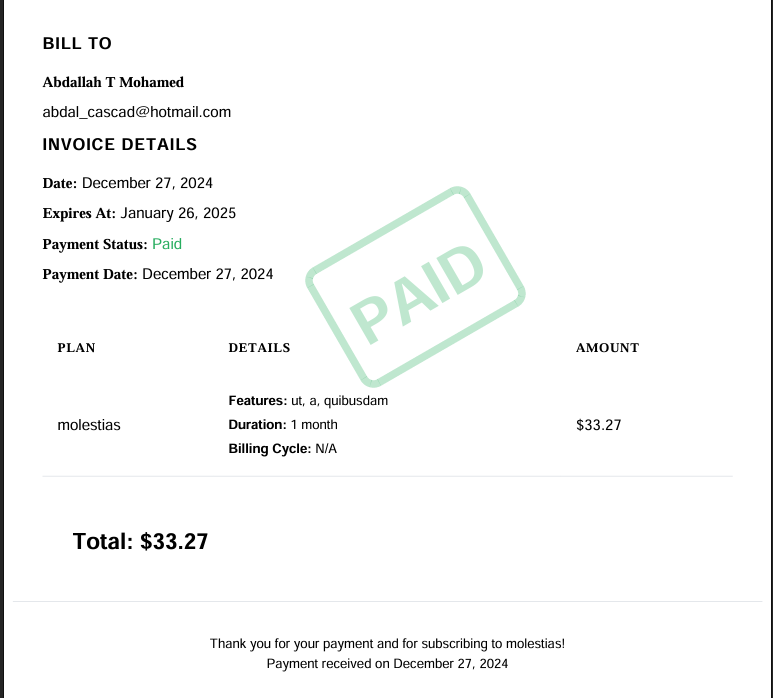 BILL TO
Abdallah T Mohamed
abdal_cascad@hotmail.com
INVOICE DETAILS
Date: December 27, 2024
Expires At: January 26, 2025
Payment Status: Paid
Payment Date: December 27, 2024
PAID
PLAN DETAILS AMOUNT
Features: ut, a, quibusdam
molestias Duration: 1 month $33.27
Billing Cycle: N/A
Total: $33.27
Thank you for your payment and for subscribing to molestias!
Payment received on December 27, 2024